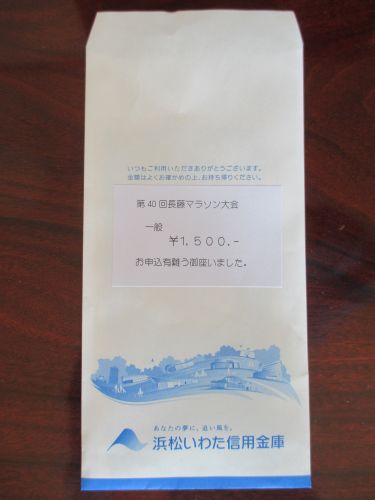 いつもご利用いただきありがとうございます。
金額はよくお確かめの上、お持ち帰りください。
第40回長藤マラソン大会
一般
￥1,500.-
お申込有難う御座いました。
あなたの夢に、追い風を。
浜松いわた信用金庫